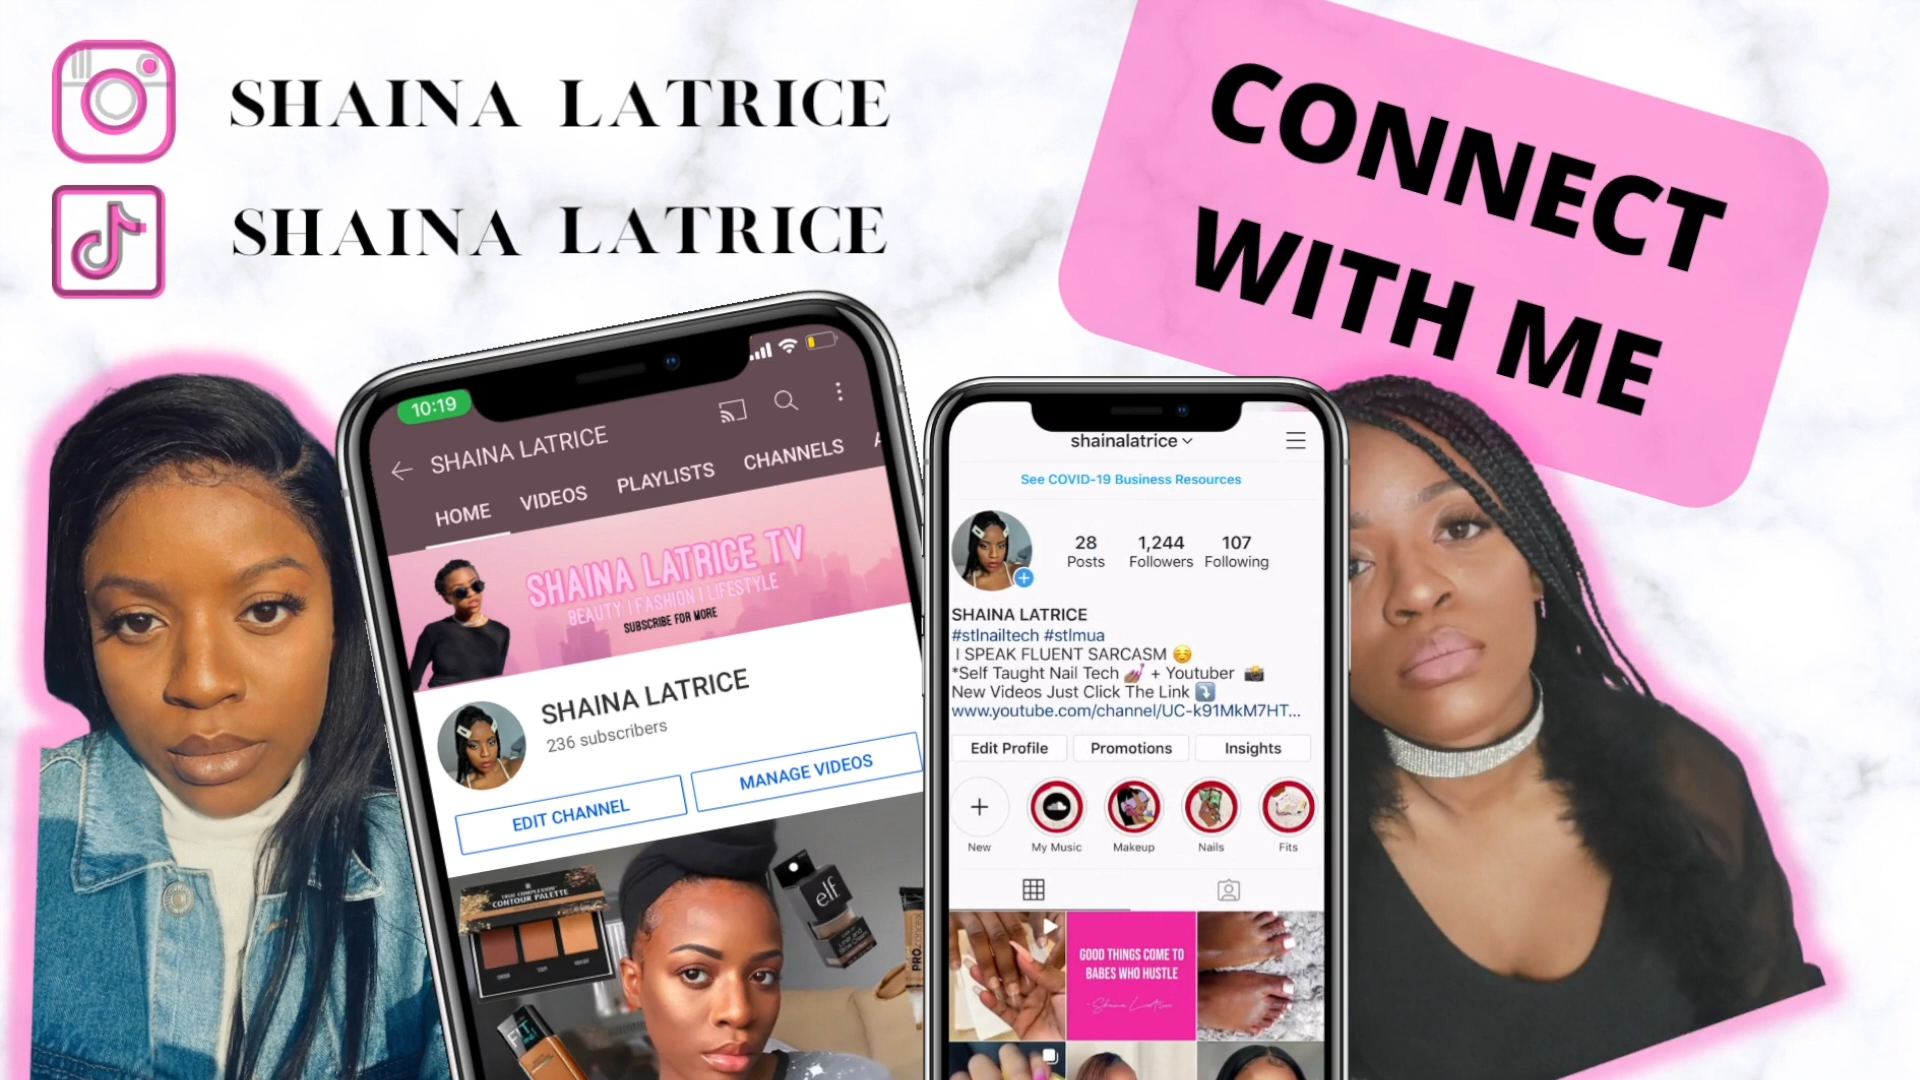 SHAINA LATRICE
SHAINA LATRICE
CONNECT
WITH ME
10:19
SHAINA LATRICE
HOME VIDEOS PLAYLISTS CHANNELS
SHAINA LATRICE TV
BEAUTY | FASHION | LIFESTYLE
SUBSCRIBE FOR MORE
SHAINA LATRICE
236 subscribers
EDIT CHANNEL MANAGE VIDEOS
CONTOUR PALETTE
elf
PRO
FIT
shainalatrice
See COVID-19 Business Resources
28 1,244 107
Posts Followers Following
SHAINA LATRICE
#stlnailtech #stlmua
I SPEAK FLUENT SARCASM ☺️
*Self Taught Nail Tech 💅🏾 + Youtuber 📸
New Videos Just Click The Link ⤵️
www.youtube.com/channel/UC-k91MkM7HT...
Edit Profile Promotions Insights
New My Music Makeup Nails Fits
GOOD THINGS COME TO
BABES WHO HUSTLE
- Shaina Latrice